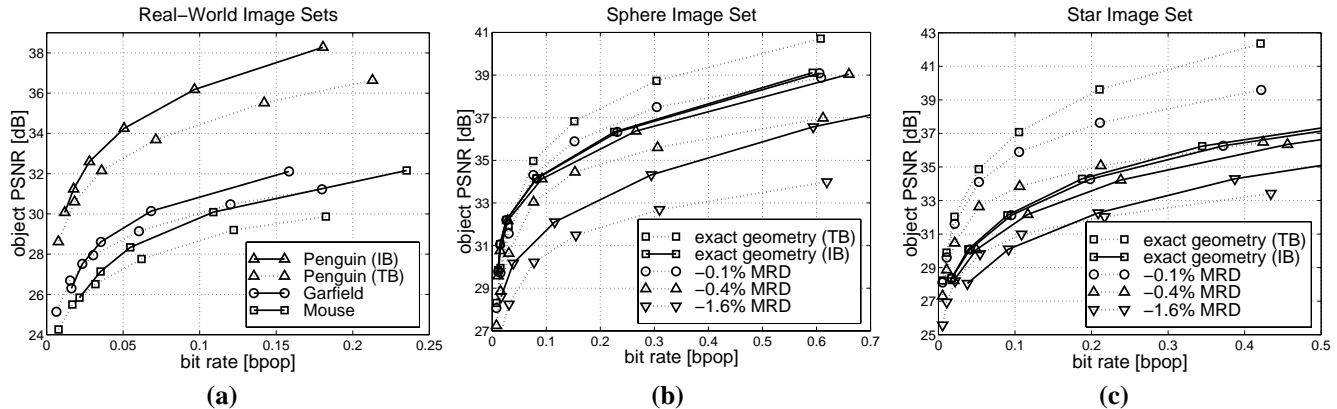 Real−World Image Sets
object PSNR [dB]
38
36
34
32
30
28
26
24
0
0.05
0.1
0.15
0.2
0.25
bit rate [bpop]
Penguin (IB)
Penguin (TB)
Garfield
Mouse
(a)
Sphere Image Set
object PSNR [dB]
41
39
37
35
33
31
29
27
0
0.1
0.2
0.3
0.4
0.5
0.6
0.7
bit rate [bpop]
exact geometry (TB)
exact geometry (IB)
−0.1% MRD
−0.4% MRD
−1.6% MRD
(b)
Star Image Set
object PSNR [dB]
43
41
39
37
35
33
31
29
27
25
0
0.1
0.2
0.3
0.4
0.5
bit rate [bpop]
exact geometry (TB)
exact geometry (IB)
−0.1% MRD
−0.4% MRD
−1.6% MRD
(c)